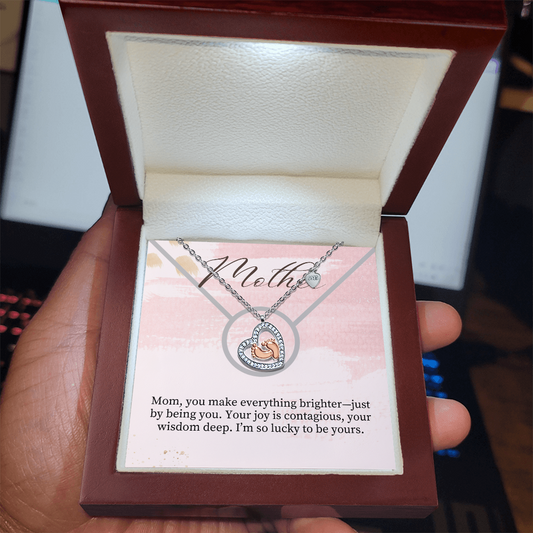 Moth
Mom, you make everything brighter—just
by being you. Your joy is contagious, your
wisdom deep. I’m so lucky to be yours.